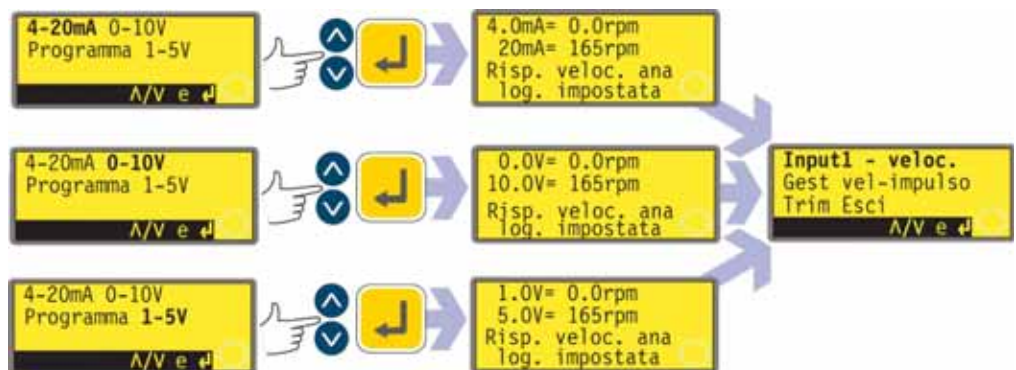 4-20mA 0-10V
Programma 1-5V
Λ/V e ↲
4.0mA= 0.0rpm
20mA= 165rpm
Risp. veloc. ana
log. impostata
4-20mA 0-10V
Programma 1-5V
Λ/V e ↲
0.0V= 0.0rpm
10.0V= 165rpm
Risp. veloc. ana
log. impostata
Input1 - veloc.
Gest vel-impulso
Trim Esci
Λ/V e ↲
4-20mA 0-10V
Programma 1-5V
Λ/V e ↲
1.0V= 0.0rpm
5.0V= 165rpm
Risp. veloc. ana
log. impostata